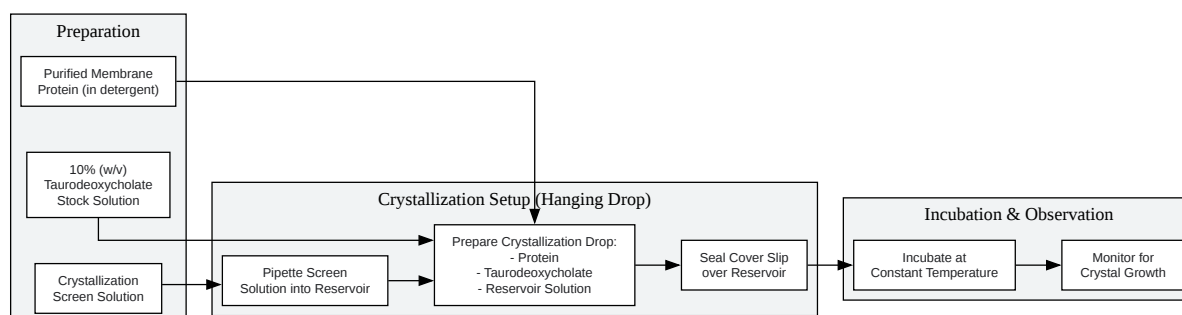 Preparation
Purified Membrane
Protein (in detergent)
10% (w/v)
Taurodeoxycholate
Stock Solution
Crystallization
Screen Solution
Crystallization Setup (Hanging Drop)
Pipette Screen
Solution into Reservoir
Prepare Crystallization Drop:
- Protein
- Taurodeoxycholate
- Reservoir Solution
Seal Cover Slip
over Reservoir
Incubation & Observation
Incubate at
Constant Temperature
Monitor for
Crystal Growth